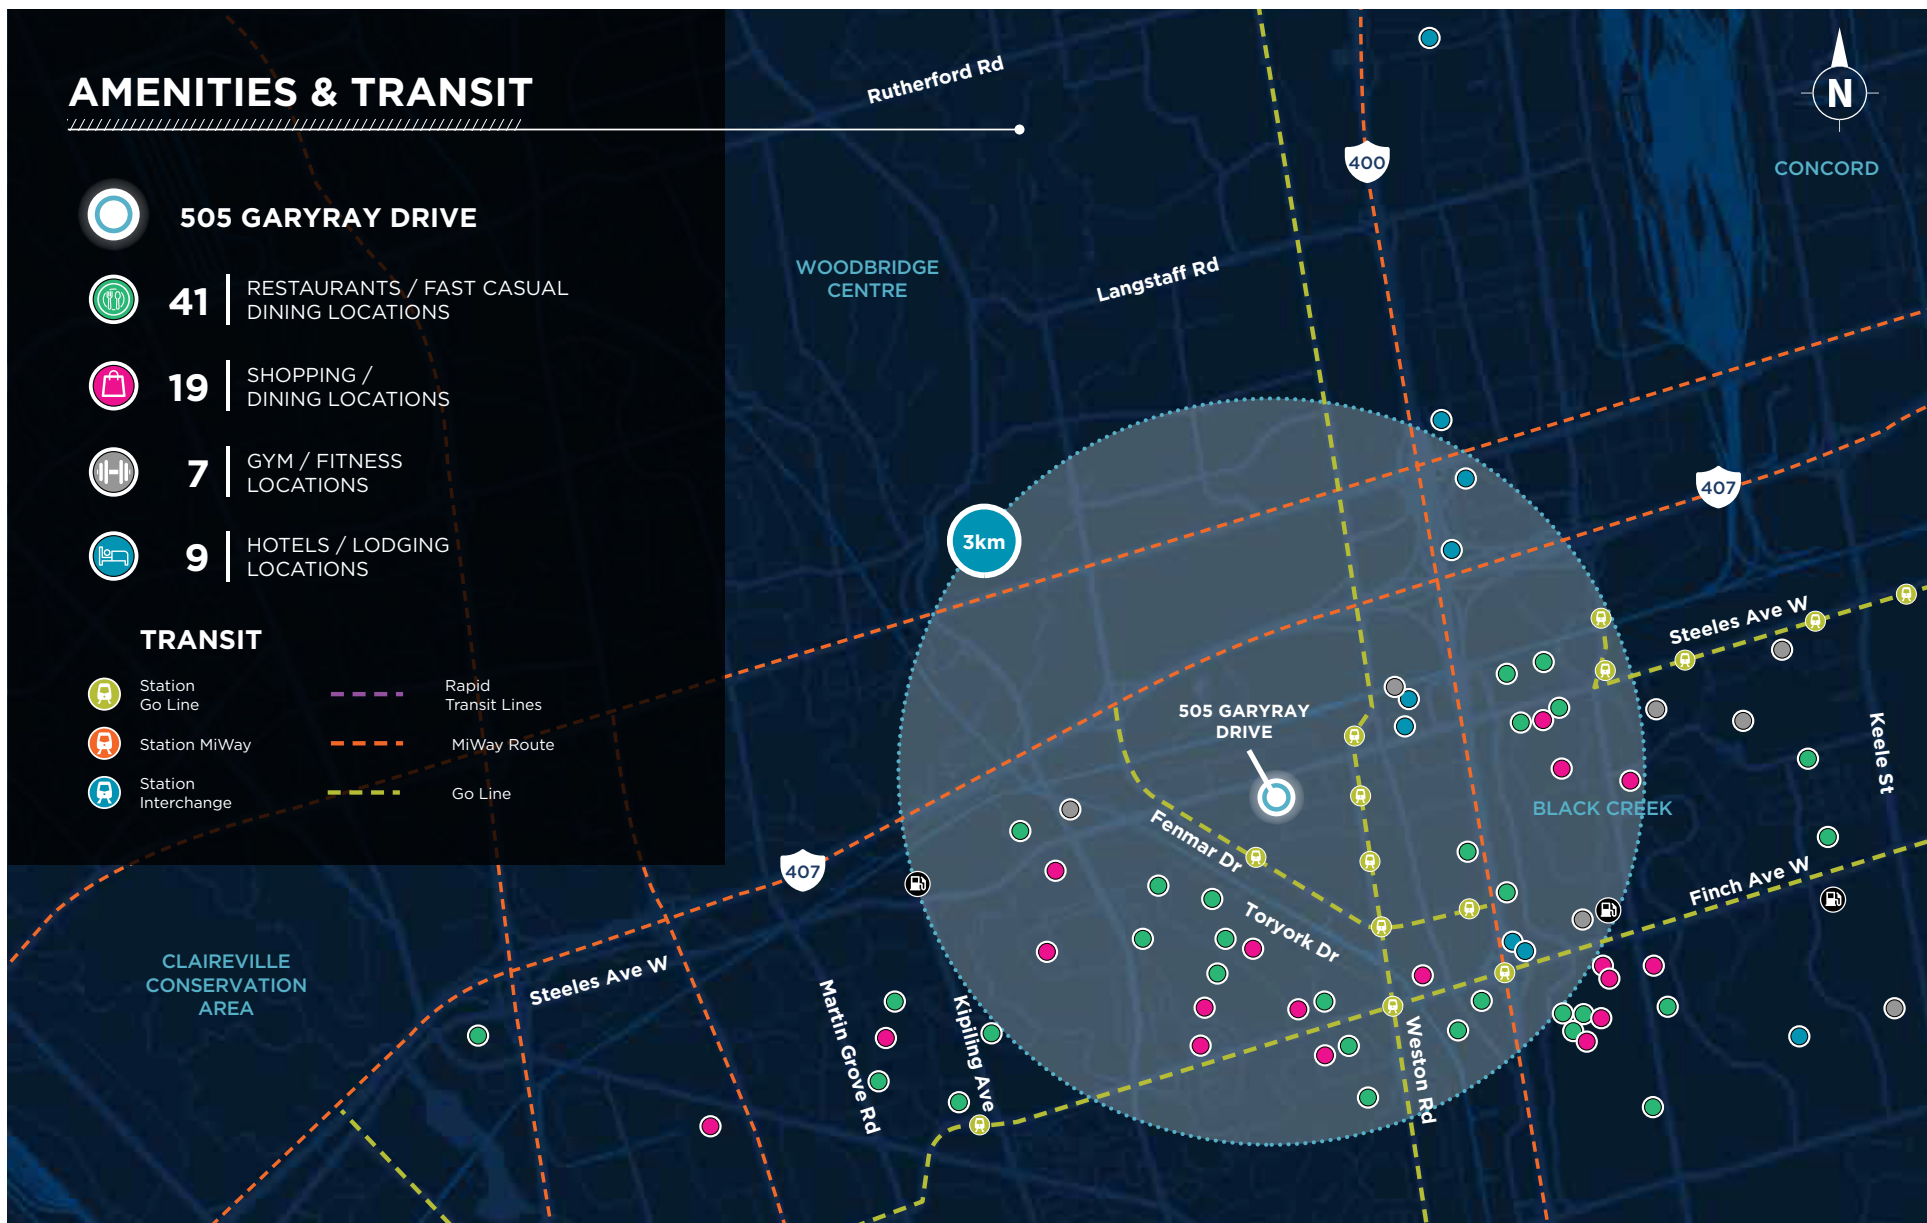 AMENITIES & TRANSIT
505 GARYRAY DRIVE
41
RESTAURANTS / FAST CASUAL
DINING LOCATIONS
19
SHOPPING /
DINING LOCATIONS
7
GYM / FITNESS
LOCATIONS
9
HOTELS / LODGING
LOCATIONS
TRANSIT
Station
Go Line
Rapid
Transit Lines
Station MiWay
MiWay Route
Station
Interchange
Go Line
Rutherford Rd
N
400
CONCORD
WOODBRIDGE
CENTRE
Langstaff Rd
407
3km
Steeles Ave W
505 GARYRAY
DRIVE
Keele St
BLACK CREEK
Fenmar Dr
407
Finch Ave W
Toryork Dr
CLAIREVILLE
CONSERVATION
AREA
Steeles Ave W
Martin Grove Rd
Kipiling Ave
Weston Rd